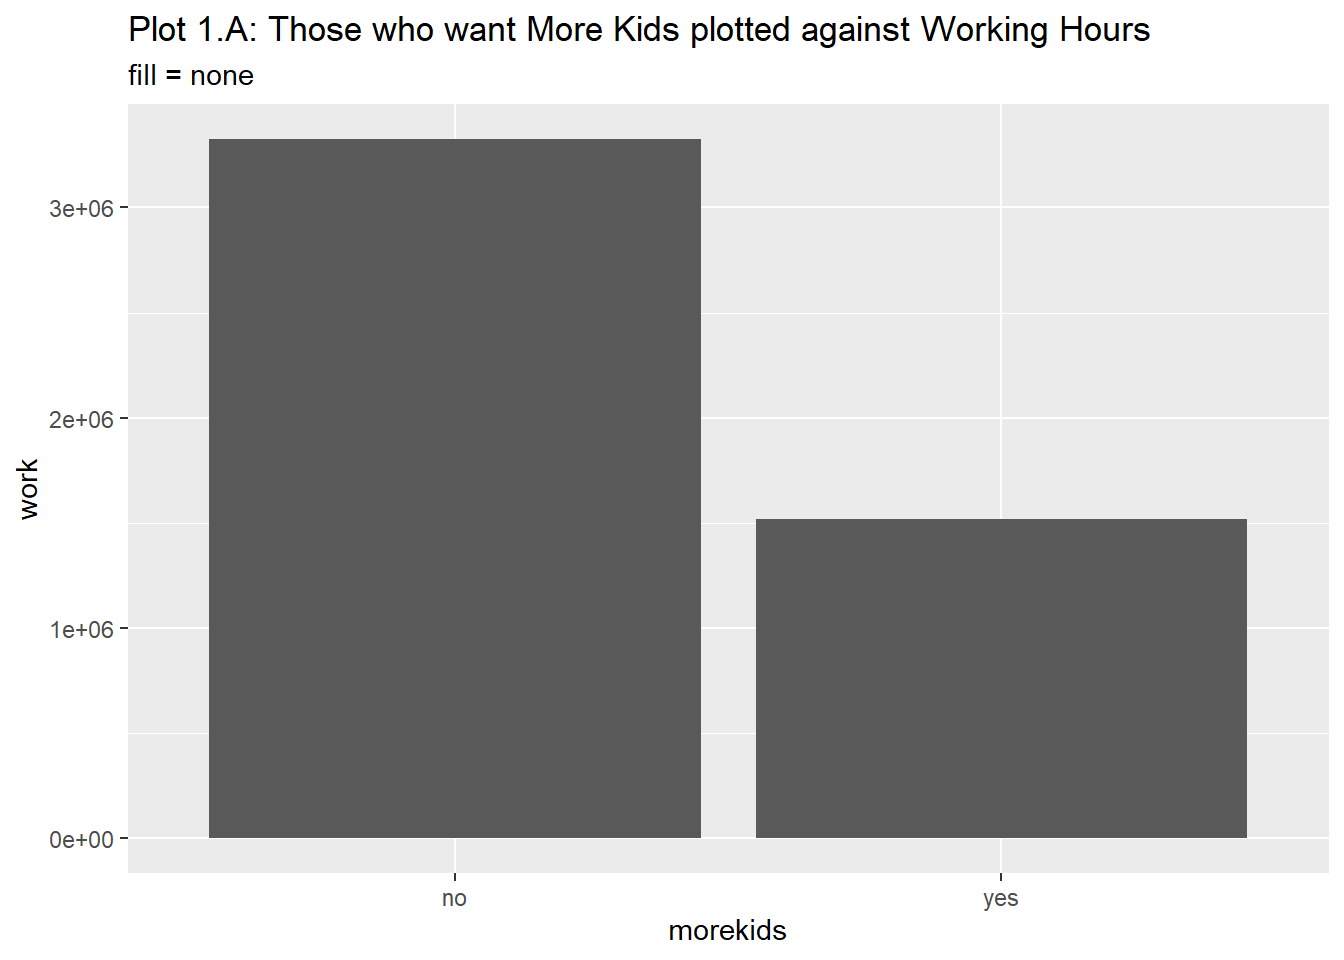 Plot 1.A: Those who want More Kids plotted against Working Hours
fill = none
3e+06
2e+06
1e+06
0e+00
work
no yes
morekids